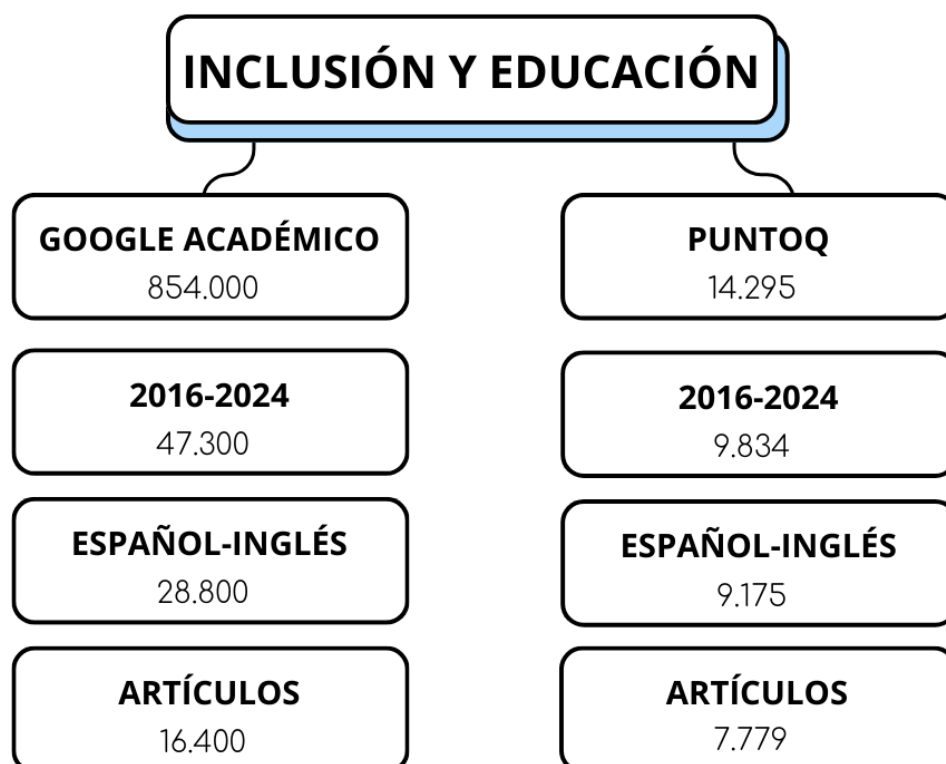 INCLUSIÓN Y EDUCACIÓN
GOOGLE ACADÉMICO
854.000
2016-2024
47.300
ESPAÑOL-INGLÉS
28.800
ARTÍCULOS
16.400
PUNTOQ
14.295
2016-2024
9.834
ESPAÑOL-INGLÉS
9.175
ARTÍCULOS
7.779